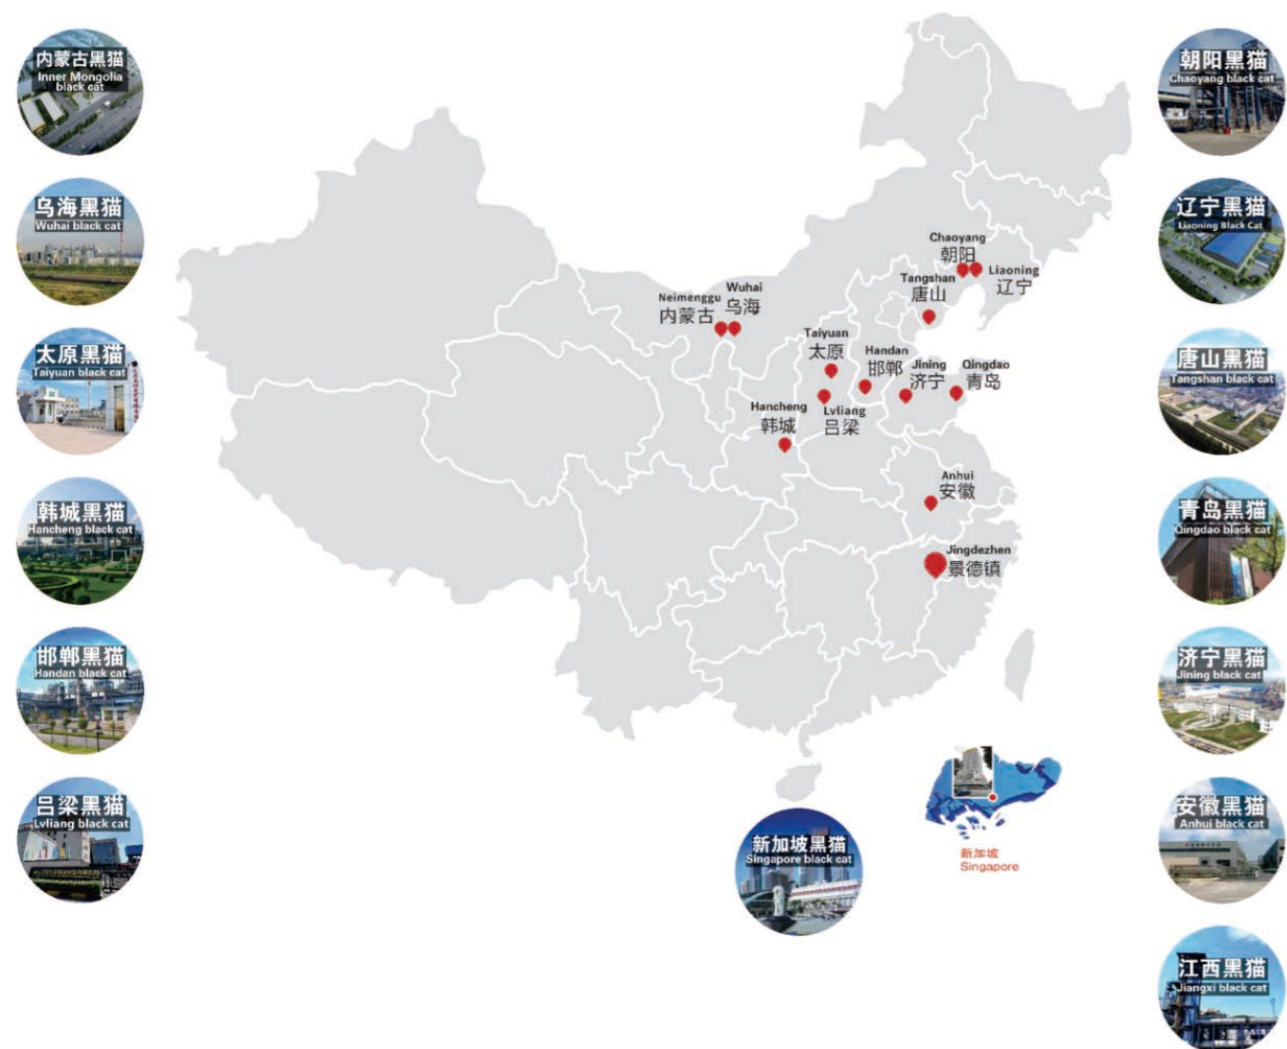 内蒙古黑猫
Inner Mongolia
black cat
乌海黑猫
Wuhai black cat
太原黑猫
Taiyuan black cat
韩城黑猫
Hancheng black cat
邯郸黑猫
Handan black cat
吕梁黑猫
Lvliang black cat
Chaoyang
朝阳
Liaoning
辽宁
Tangshan
唐山
Neimenggu
内蒙古
Wuhai
乌海
Taiyuan
太原
Handan
邯郸
Jining
济宁
Qingdao
青岛
Hancheng
韩城
Lvliang
吕梁
Anhui
安徽
Jingdezhen
景德镇
新加坡黑猫
Singapore black cat
新加坡
Singapore
朝阳黑猫
Chaoyang black cat
辽宁黑猫
Liaoning Black Cat
唐山黑猫
Tangshan black cat
青岛黑猫
Qingdao black cat
济宁黑猫
Jining black cat
安徽黑猫
Anhui black cat
江西黑猫
Jiangxi black cat